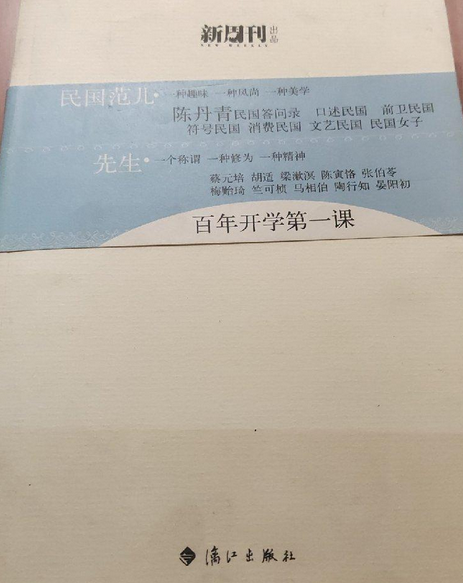 新周刊 出品
NEW WEEKLY
民国范儿·一种趣味 一种风尚 一种美学
陈丹青民国答问录 口述民国 前卫民国
符号民国 消费民国 文艺民国 民国女子
先生·一个称谓 一种修为 一种精神
蔡元培 胡适 梁漱溟 陈寅恪 张伯苓
梅贻琦 竺可桢 马相伯 陶行知 晏阳初
百年开学第一课
漓江出版社